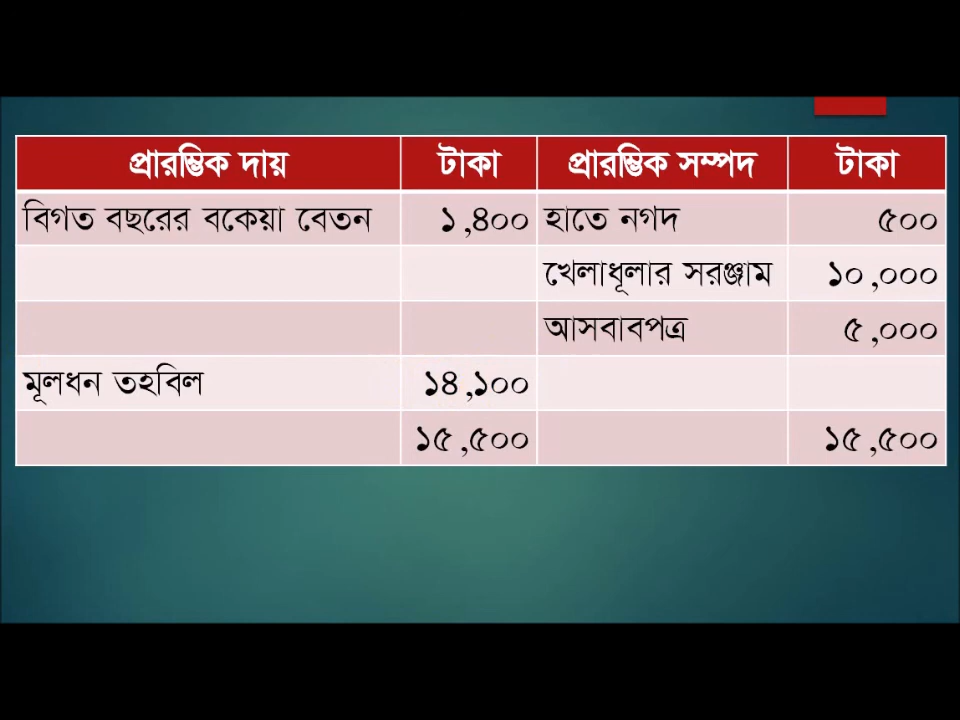 প্রারম্ভিক দায় টাকা প্রারম্ভিক সম্পদ টাকা
বিগত বছরের বকেয়া বেতন ১,৪০০ হাতে নগদ ৫০০
খেলাধূলার সরঞ্জাম ১০,০০০
আসবাবপত্র ৫,০০০
মূলধন তহবিল ১৪,১০০
১৫,৫০০ ১৫,৫০০